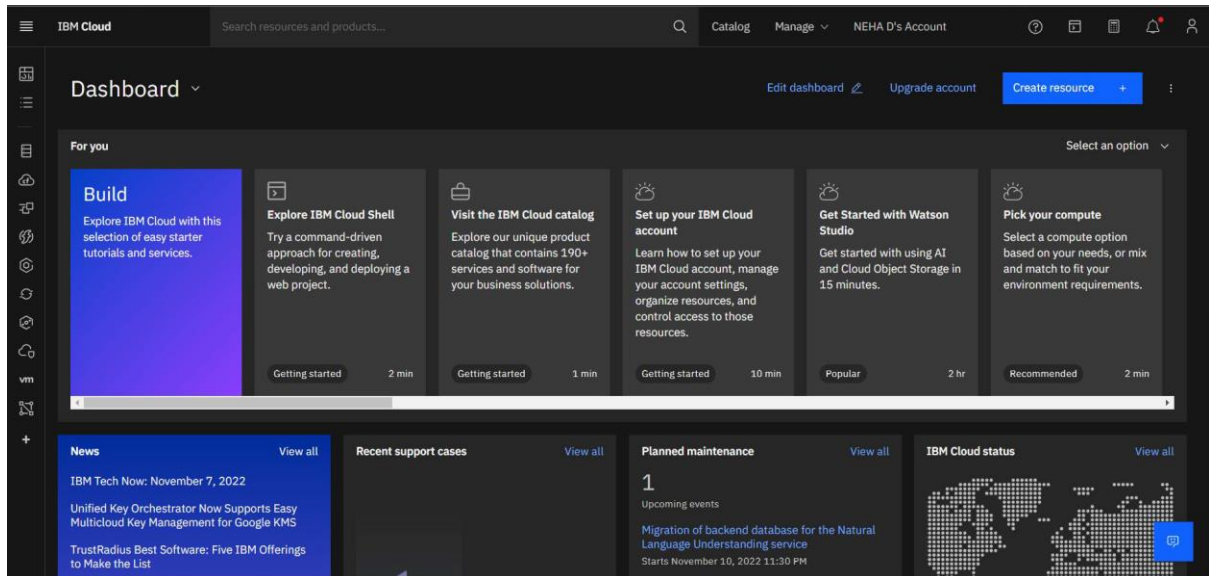 IBM Cloud
Search resources and products...
Catalog
Manage
NEHA D's Account
Dashboard
Edit dashboard
Upgrade account
Create resource +
For you
Select an option
Build
Explore IBM Cloud with this
selection of easy starter
tutorials and services.
Explore IBM Cloud Shell
Try a command-driven
approach for creating,
developing, and deploying a
web project.
Getting started
2 min
Visit the IBM Cloud catalog
Explore our unique product
catalog that contains 190+
services and software for
your business solutions.
Getting started
1 min
Set up your IBM Cloud
account
Learn how to set up your
IBM Cloud account, manage
your account settings,
organize resources, and
control access to those
resources.
Getting started
10 min
Get Started with Watson
Studio
Get started with using AI
and Cloud Object Storage in
15 minutes.
Popular
2 hr
Pick your compute
Select a compute option
based on your needs, or mix
and match to fit your
environment requirements.
Recommended
2 min
vm
News
View all
IBM Tech Now: November 7, 2022
Unified Key Orchestrator Now Supports Easy
Multicloud Key Management for Google KMS
TrustRadius Best Software: Five IBM Offerings
to Make the List
Recent support cases
View all
Planned maintenance
View all
1
Upcoming events
Migration of backend database for the Natural
Language Understanding service
Starts November 10, 2022 11:30 PM
IBM Cloud status
View all